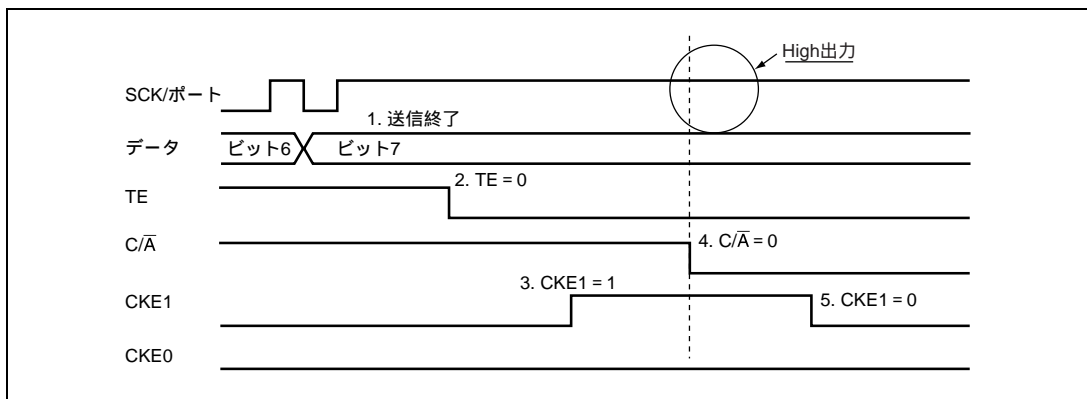 High出力
SCK/ポート
1. 送信終了
データ
ビット6
ビット7
2. TE = 0
TE
C/A̅
4. C/A̅ = 0
3. CKE1 = 1
CKE1
5. CKE1 = 0
CKE0